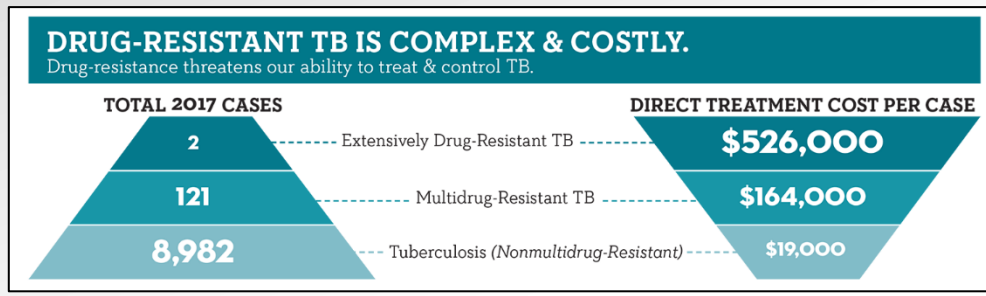 DRUG-RESISTANT TB IS COMPLEX & COSTLY.
Drug-resistance threatens our ability to treat & control TB.
TOTAL 2017 CASES
DIRECT TREATMENT COST PER CASE
2
Extensively Drug-Resistant TB
$526,000
121
Multidrug-Resistant TB
$164,000
8,982
Tuberculosis (Nonmultidrug-Resistant)
$19,000